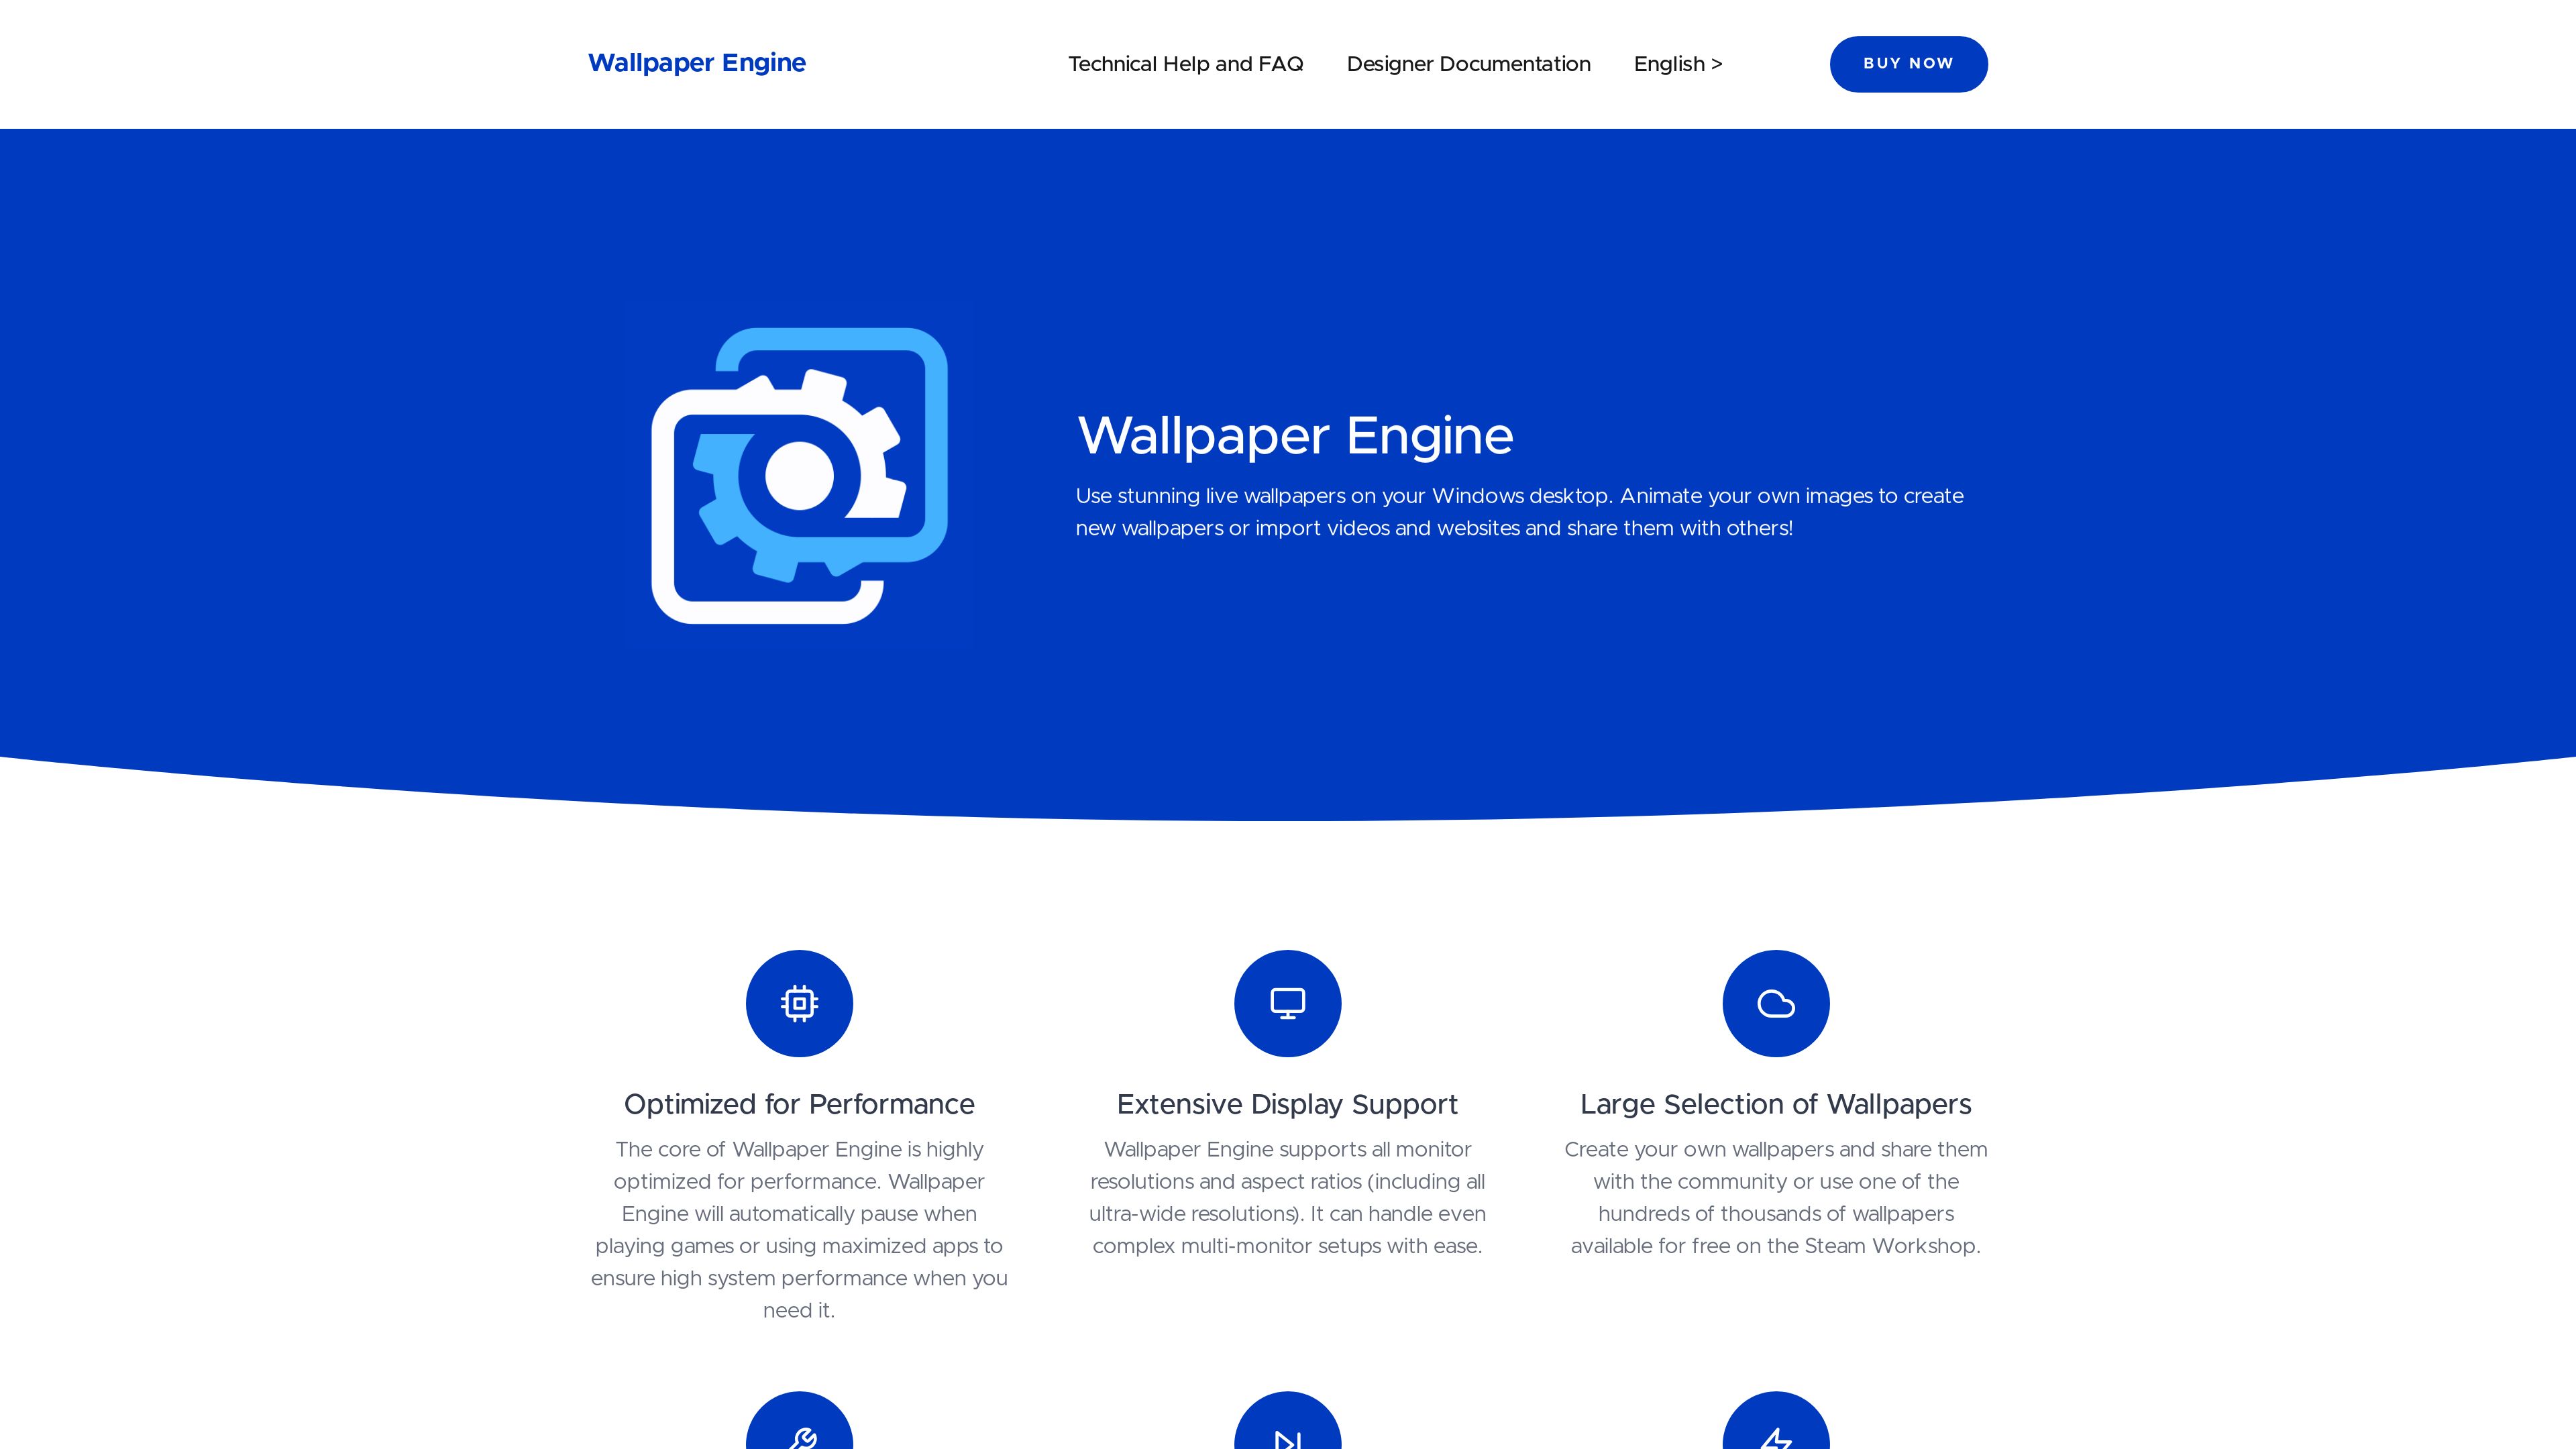 Wallpaper Engine
Technical Help and FAQ
Designer Documentation
English >
BUY NOW
Wallpaper Engine
Use stunning live wallpapers on your Windows desktop. Animate your own images to create
new wallpapers or import videos and websites and share them with others!
Optimized for Performance
The core of Wallpaper Engine is highly
optimized for performance. Wallpaper
Engine will automatically pause when
playing games or using maximized apps to
ensure high system performance when you
need it.
Extensive Display Support
Wallpaper Engine supports all monitor
resolutions and aspect ratios (including all
ultra-wide resolutions). It can handle even
complex multi-monitor setups with ease.
Large Selection of Wallpapers
Create your own wallpapers and share them
with the community or use one of the
hundreds of thousands of wallpapers
available for free on the Steam Workshop.